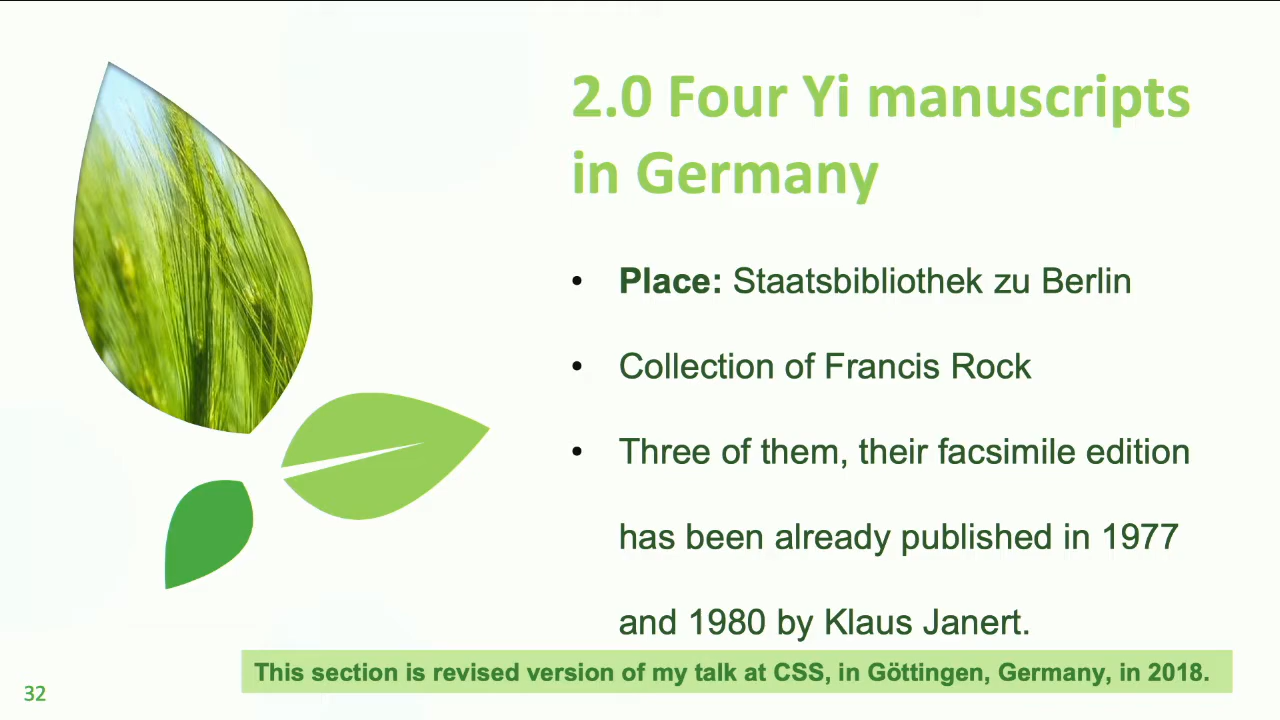 2.0 Four Yi manuscripts
in Germany
• Place: Staatsbibliothek zu Berlin
• Collection of Francis Rock
• Three of them, their facsimile edition
has been already published in 1977
and 1980 by Klaus Janert.
This section is revised version of my talk at CSS, in Göttingen, Germany, in 2018.
32